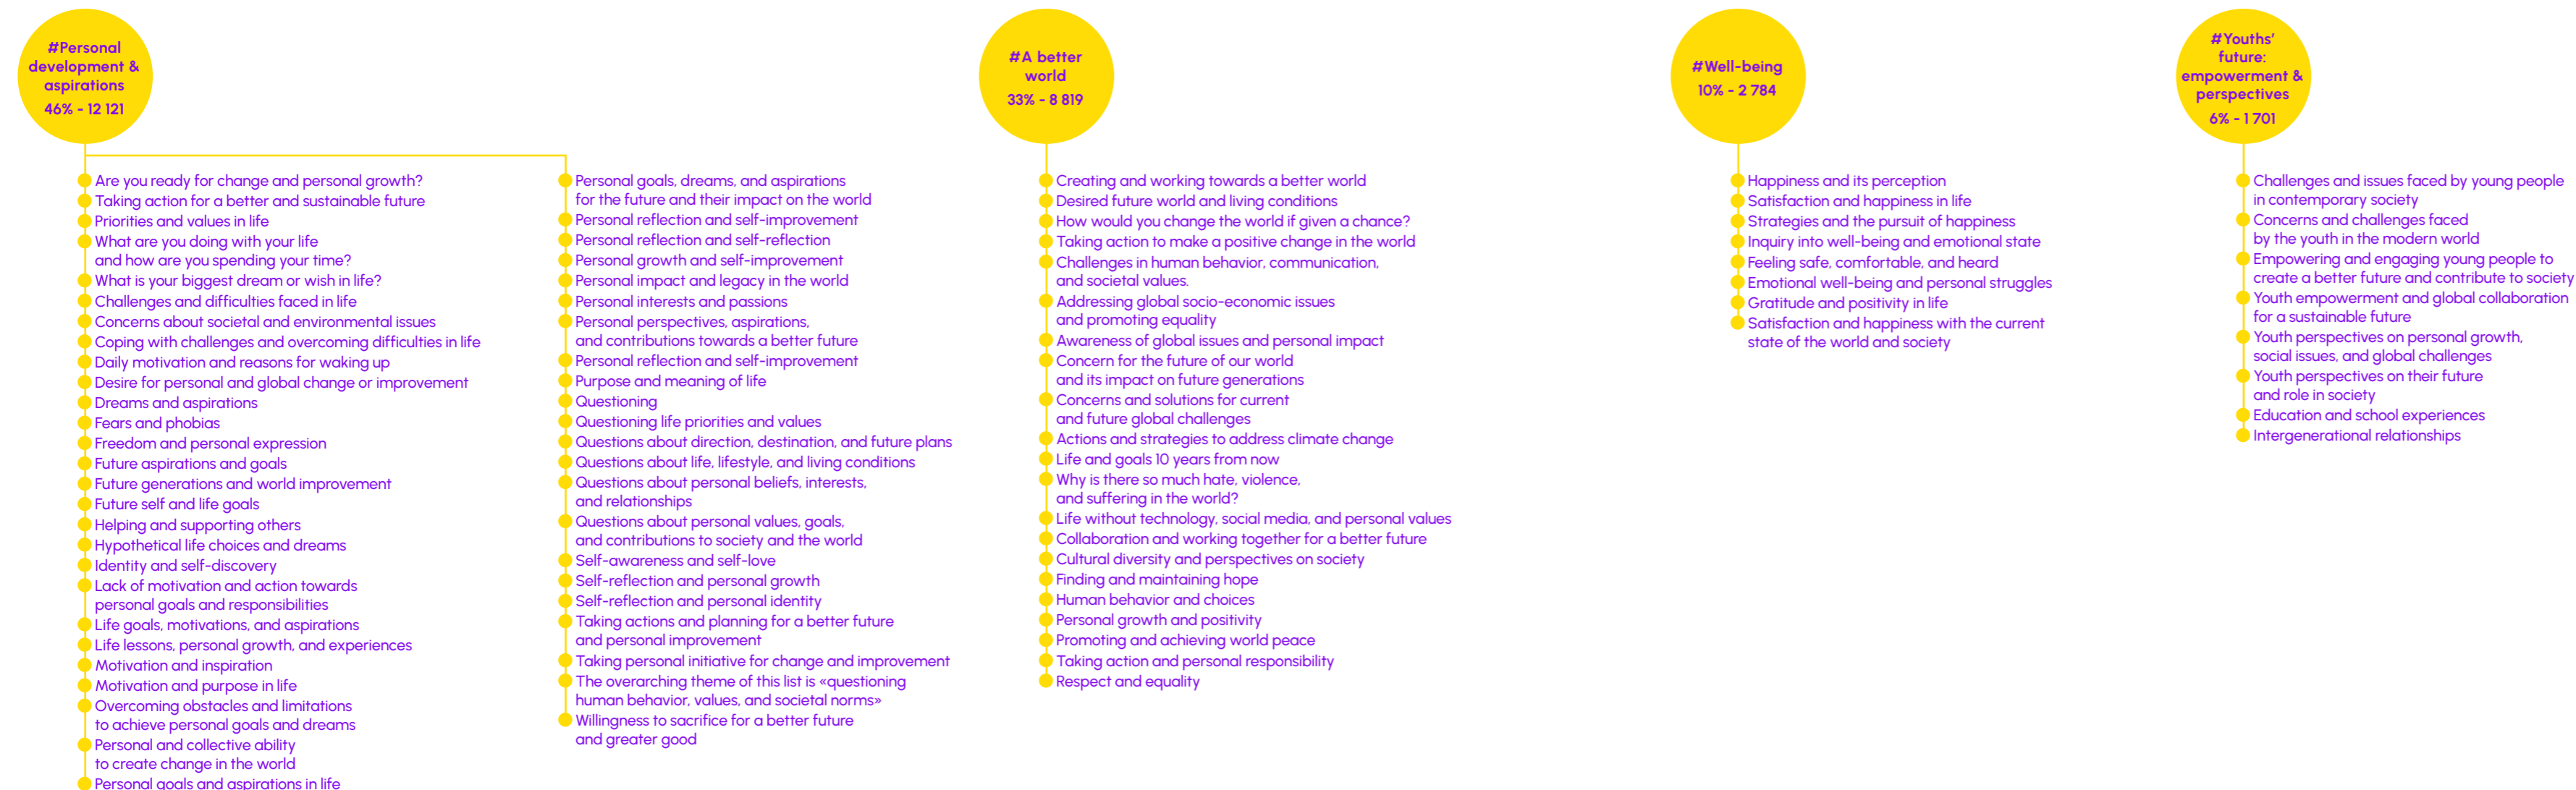 #Personal
development &
aspirations
46% - 12 121
Are you ready for change and personal growth?
Taking action for a better and sustainable future
Priorities and values in life
What are you doing with your life
and how are you spending your time?
What is your biggest dream or wish in life?
Challenges and difficulties faced in life
Concerns about societal and environmental issues
Coping with challenges and overcoming difficulties in life
Daily motivation and reasons for waking up
Desire for personal and global change or improvement
Dreams and aspirations
Fears and phobias
Freedom and personal expression
Future aspirations and goals
Future generations and world improvement
Future self and life goals
Helping and supporting others
Hypothetical life choices and dreams
Identity and self-discovery
Lack of motivation and action towards
personal goals and responsibilities
Life goals, motivations, and aspirations
Life lessons, personal growth, and experiences
Motivation and inspiration
Motivation and purpose in life
Overcoming obstacles and limitations
to achieve personal goals and dreams
Personal and collective ability
to create change in the world
Personal goals and aspirations in life
Personal goals, dreams, and aspirations
for the future and their impact on the world
Personal reflection and self-improvement
Personal reflection and self-reflection
Personal growth and self-improvement
Personal impact and legacy in the world
Personal interests and passions
Personal perspectives, aspirations,
and contributions towards a better future
Personal reflection and self-improvement
Purpose and meaning of life
Questioning
Questioning life priorities and values
Questions about direction, destination, and future plans
Questions about life, lifestyle, and living conditions
Questions about personal beliefs, interests,
and relationships
Questions about personal values, goals,
and contributions to society and the world
Self-awareness and self-love
Self-reflection and personal growth
Self-reflection and personal identity
Taking actions and planning for a better future
and personal improvement
Taking personal initiative for change and improvement
The overarching theme of this list is «questioning
human behavior, values, and societal norms»
Willingness to sacrifice for a better future
and greater good
#A better
world
33% - 8 819
Creating and working towards a better world
Desired future world and living conditions
How would you change the world if given a chance?
Taking action to make a positive change in the world
Challenges in human behavior, communication,
and societal values.
Addressing global socio-economic issues
and promoting equality
Awareness of global issues and personal impact
Concern for the future of our world
and its impact on future generations
Concerns and solutions for current
and future global challenges
Actions and strategies to address climate change
Life and goals 10 years from now
Why is there so much hate, violence,
and suffering in the world?
Life without technology, social media, and personal values
Collaboration and working together for a better future
Cultural diversity and perspectives on society
Finding and maintaining hope
Human behavior and choices
Personal growth and positivity
Promoting and achieving world peace
Taking action and personal responsibility
Respect and equality
#Well-being
10% - 2 784
Happiness and its perception
Satisfaction and happiness in life
Strategies and the pursuit of happiness
Inquiry into well-being and emotional state
Feeling safe, comfortable, and heard
Emotional well-being and personal struggles
Gratitude and positivity in life
Satisfaction and happiness with the current
state of the world and society
#Youths'
future:
empowerment &
perspectives
6% - 1 701
Challenges and issues faced by young people
in contemporary society
Concerns and challenges faced
by the youth in the modern world
Empowering and engaging young people to
create a better future and contribute to society
Youth empowerment and global collaboration
for a sustainable future
Youth perspectives on personal growth,
social issues, and global challenges
Youth perspectives on their future
and role in society
Education and school experiences
Intergenerational relationships